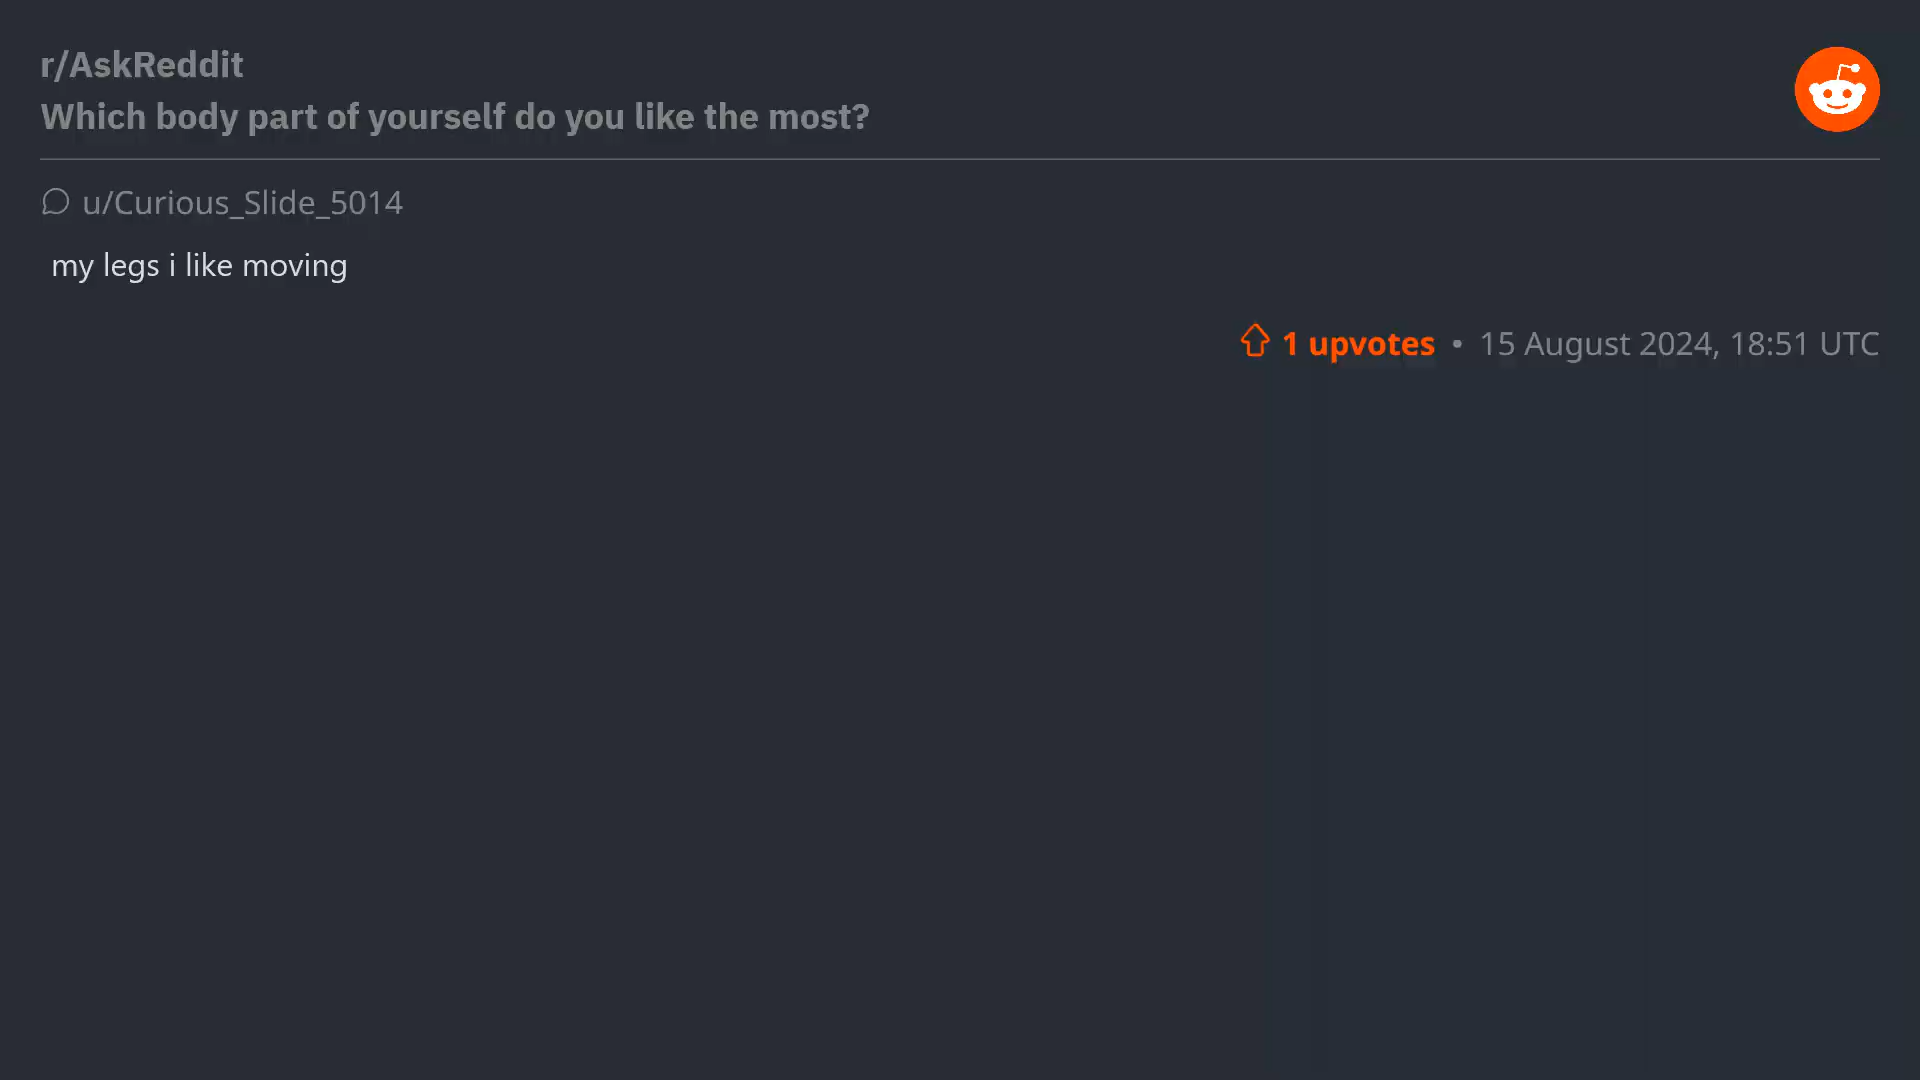 r/AskReddit
Which body part of yourself do you like the most?
u/Curious_Slide_5014
my legs i like moving
1 upvotes • 15 August 2024, 18:51 UTC